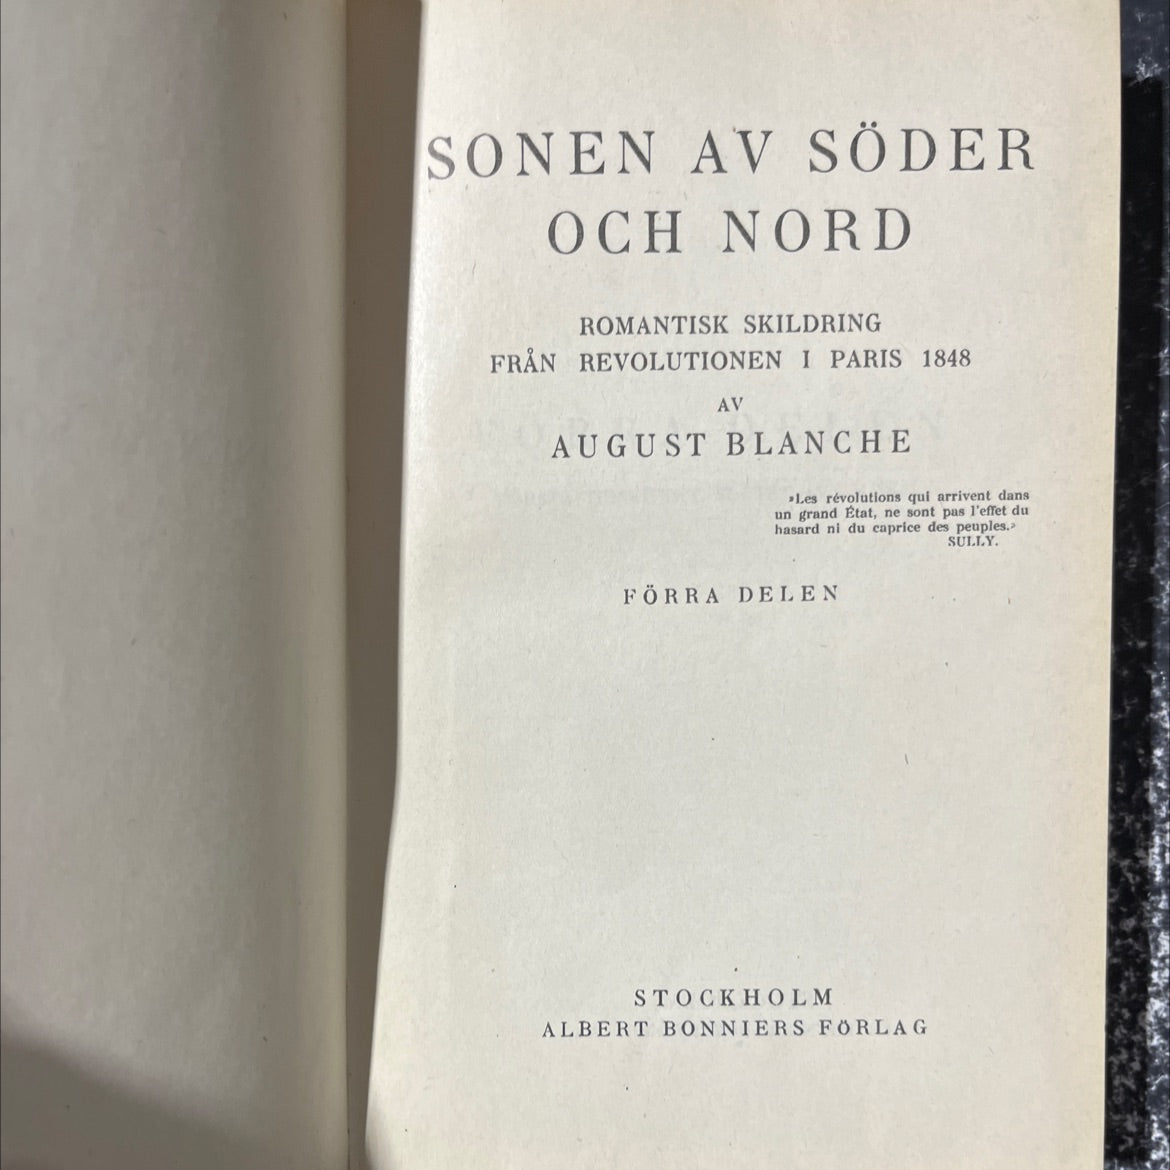 SONEN AV SÖDER
OCH NORD
ROMANTISK SKILDRING
FRÅN REVOLUTIONEN I PARIS 1848
AV
AUGUST BLANCHE
»Les révolutions qui arrivent dans
un grand État, ne sont pas l'effet du
hasard ni du caprice des peuples.»
SULLY.
FÖRRA DELEN
STOCKHOLM
ALBERT BONNIERS FÖRLAG